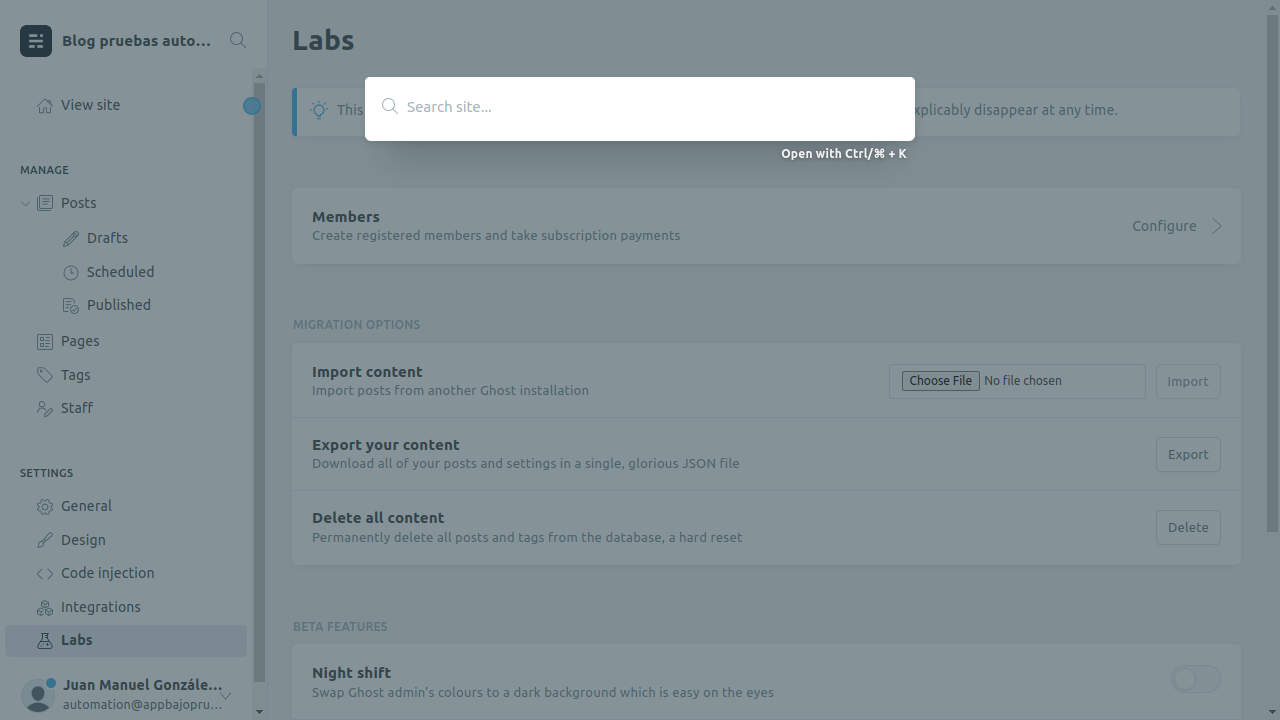 Blog pruebas auto...
View site
MANAGE
Posts
Drafts
Scheduled
Published
Pages
Tags
Staff
SETTINGS
General
Design
Code injection
Integrations
Labs
Juan Manuel Gonzále...
automation@appbajopru...
Labs
Search site...
This
explicably disappear at any time.
Open with Ctrl/⌘ + K
Members
Create registered members and take subscription payments
Configure
MIGRATION OPTIONS
Import content
Import posts from another Ghost installation
Choose File No file chosen
Import
Export your content
Download all of your posts and settings in a single, glorious JSON file
Export
Delete all content
Permanently delete all posts and tags from the database, a hard reset
Delete
BETA FEATURES
Night shift
Swap Ghost admin's colours to a dark background which is easy on the eyes